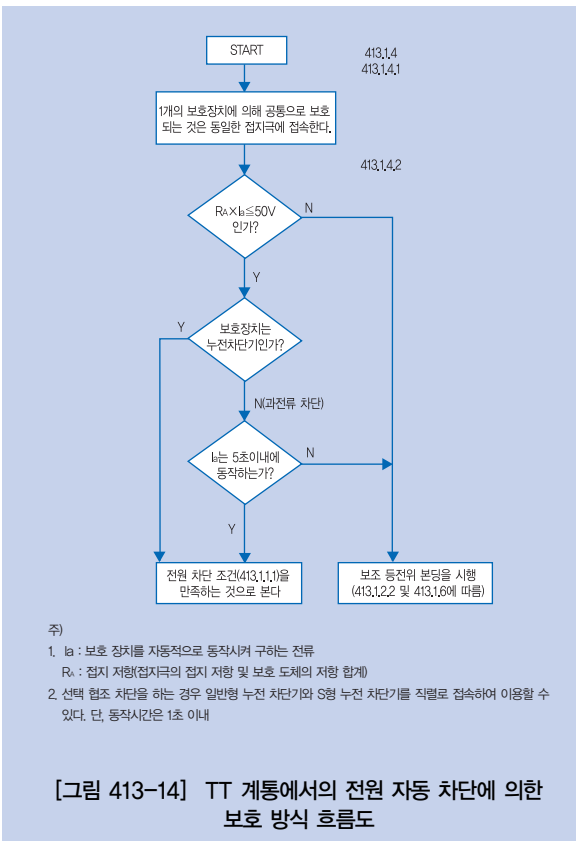 START
413.1.4
413.1.4.1
1개의 보호장치에 의해 공통으로 보호
되는 것은 동일한 접지극에 접속한다.
413.1.4.2
RA×Ia≦50V
인가?
N
Y
보호장치는
누전차단기인가?
Y
N(과전류 차단)
Ia는 5초이내에
동작하는가?
N
Y
전원 차단 조건(413.1.1.1)을
만족하는 것으로 본다
보조 등전위 본딩을 시행
(413.1.2.2 및 413.1.6에 따름)
주)
1. Ia : 보호 장치를 자동적으로 동작시켜 구하는 전류
RA : 접지 저항(접지극의 접지 저항 및 보호 도체의 저항 합계)
2. 선택 협조 차단을 하는 경우 일반형 누전 차단기와 S형 누전 차단기를 직렬로 접속하여 이용할 수
있다. 단, 동작시간은 1초 이내
[그림 413-14] TT 계통에서의 전원 자동 차단에 의한
보호 방식 흐름도